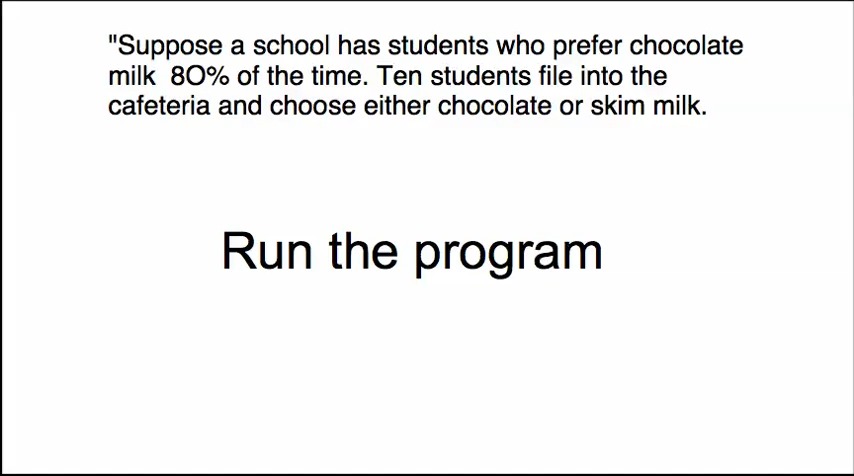 "Suppose a school has students who prefer chocolate
milk  8O% of the time. Ten students file into the
cafeteria and choose either chocolate or skim milk.
Run the program